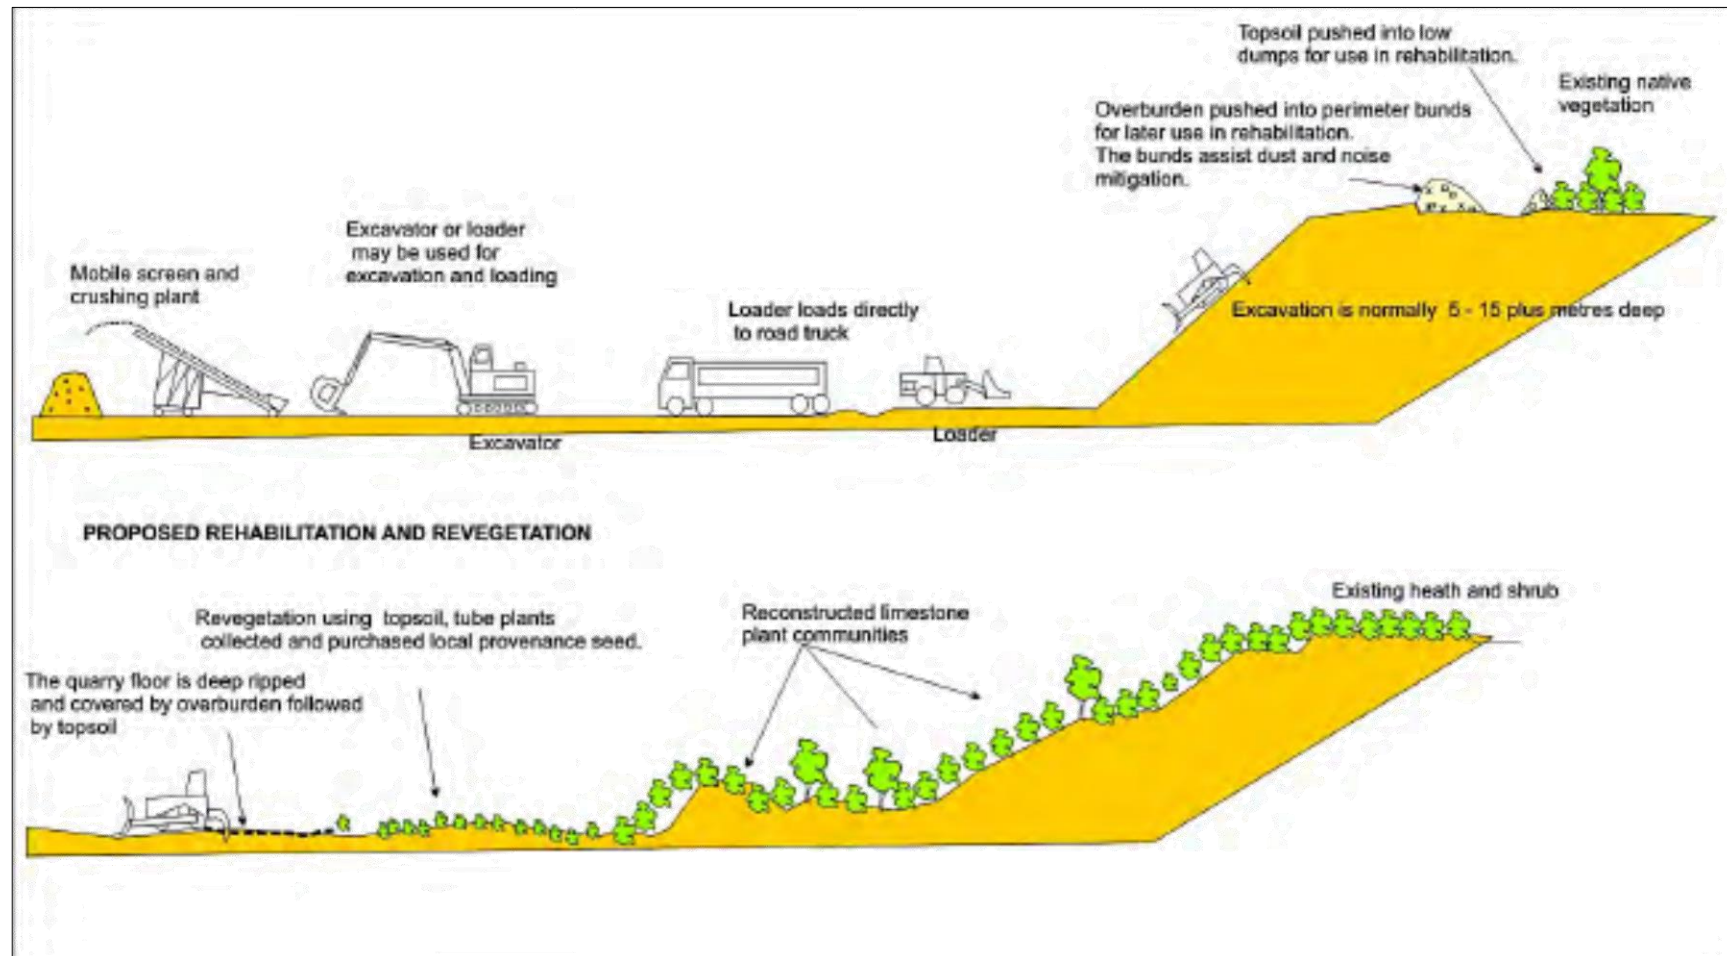 Topsoil pushed into low
dumps for use in rehabilitation.
Existing native
vegetation
Overburden pushed into perimeter bunds
for later use in rehabilitation.
The bunds assist dust and noise
mitigation.
Excavator or loader
may be used for
excavation and loading
Mobile screen and
crushing plant
Loader loads directly
to road truck
Excavation is normally 5 - 15 plus metres deep
Excavator
Loader
PROPOSED REHABILITATION AND REVEGETATION
Existing heath and shrub
Revegetation using topsoil, tube plants
collected and purchased local provenance seed.
Reconstructed limestone
plant communities
The quarry floor is deep ripped
and covered by overburden followed
by topsoil